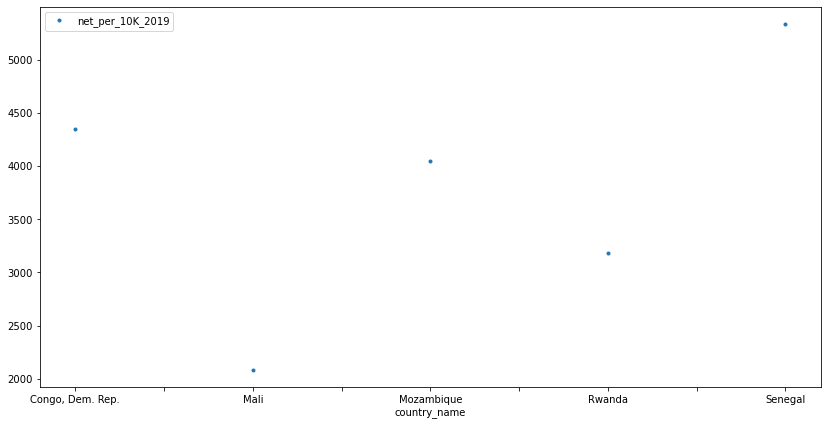 net_per_10K_2019
5000
4500
4000
3500
3000
2500
2000
Congo, Dem. Rep. Mali Mozambique Rwanda Senegal
country_name